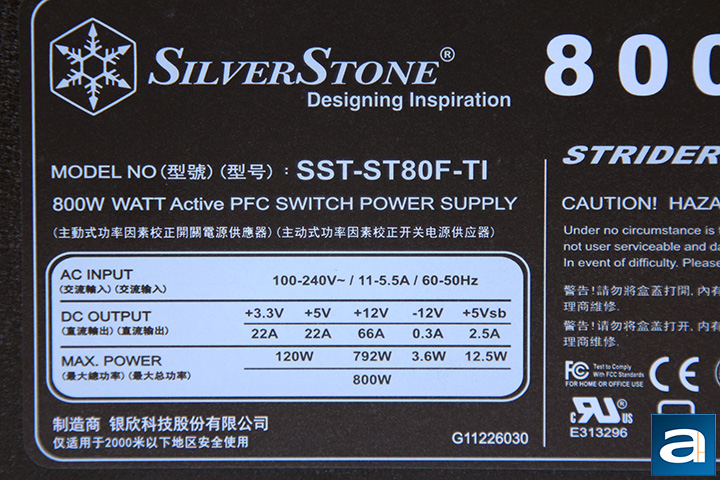 SILVERSTONE®
Designing Inspiration
800
MODEL NO(型號)(型号)：SST-ST80F-TI
800W WATT Active PFC SWITCH POWER SUPPLY
(主動式功率因素校正開關電源供應器)(主动式功率因素校正开关电源供应器)
AC INPUT
(交流輸入)(交流输入)
100-240V~ / 11-5.5A / 60-50Hz
DC OUTPUT
(直流輸出)(直流输出)
+3.3V +5V +12V -12V +5Vsb
22A 22A 66A 0.3A 2.5A
MAX. POWER
(最大總功率)(最大总功率)
120W 792W 3.6W 12.5W
800W
制造商 银欣科技股份有限公司
仅适用于2000米以下地区安全使用
G11226030
STRIDER
CAUTION!
Under no circumstance is
not user serviceable and
In event of difficulty. Please
警告!請勿將盒蓋打開,內有
理商維修.
警告!请勿将盒盖打开,内有
理商维修.
FC Test to Comply
With FCC Standards
FOR HOME OR OFFICE USE
CE
c RU US
E313296
a